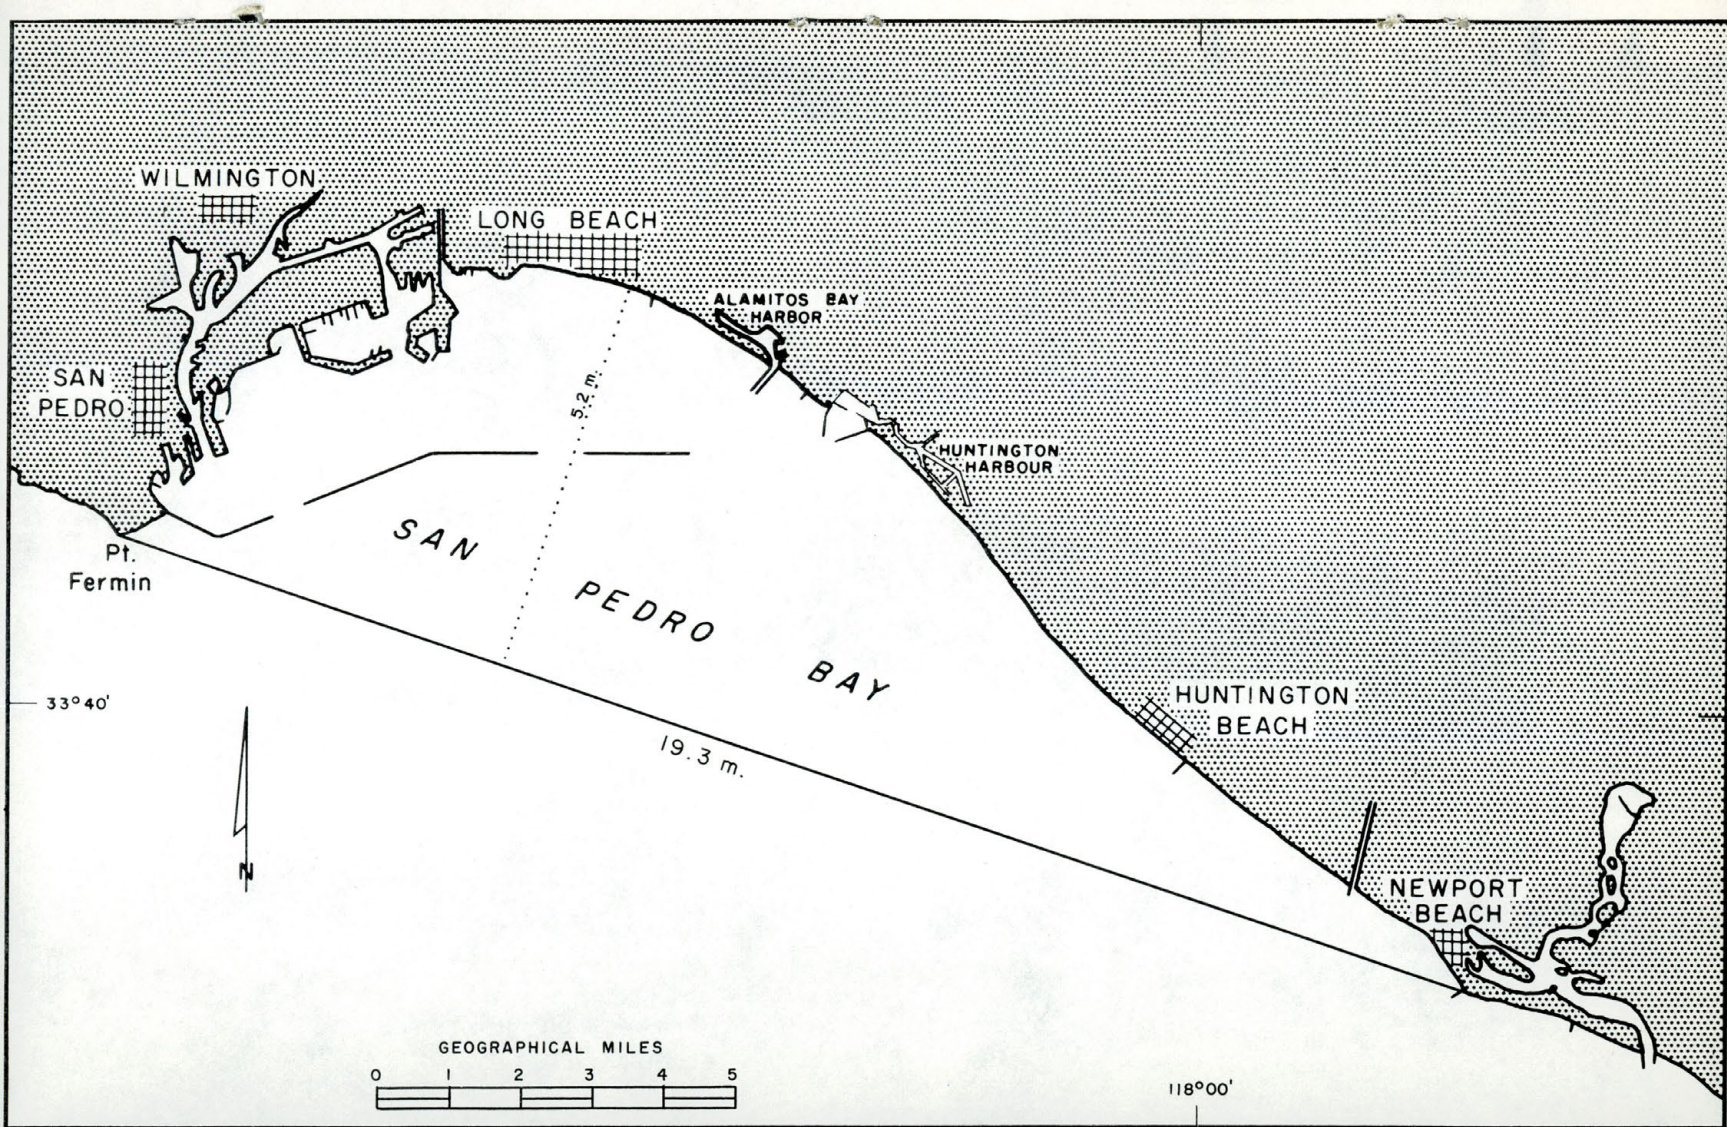 WILMINGTON
LONG BEACH
ALAMITOS BAY
HARBOR
SAN
PEDRO
5.2 m.
HUNTINGTON
HARBOUR
SAN
PEDRO
BAY
Pt.
Fermin
33°40'
19.3 m.
HUNTINGTON
BEACH
N
NEWPORT
BEACH
GEOGRAPHICAL MILES
0 1 2 3 4 5
118°00'